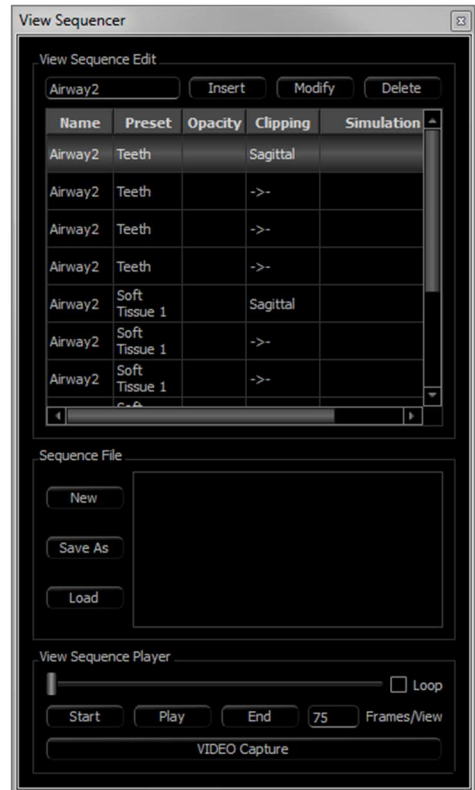 View Sequencer
View Sequence Edit
Airway2 Insert Modify Delete
Name Preset Opacity Clipping Simulation
Airway2 Teeth Sagittal
Airway2 Teeth ->-
Airway2 Teeth ->-
Airway2 Teeth ->-
Airway2 Soft Tissue 1 Sagittal
Airway2 Soft Tissue 1 ->-
Airway2 Soft Tissue 1 ->-
Sequence File
New
Save As
Load
View Sequence Player
Loop
Start Play End 75 Frames/View
VIDEO Capture